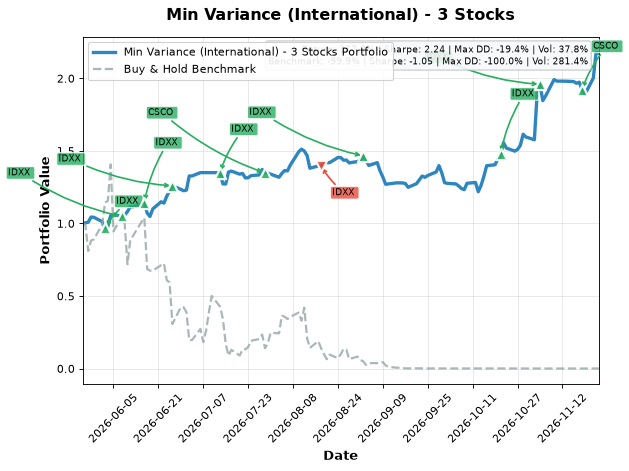 Min Variance (International) - 3 Stocks
Min Variance (International) - 3 Stocks Portfolio
Buy & Hold Benchmark
Sharpe: 2.24 | Max DD: -19.4% | Vol: 37.8%
Benchmark: -99.9% | Sharpe: -1.05 | Max DD: -100.0% | Vol: 281.4%
CSCO
IDXX
CSCO
IDXX
IDXX
IDXX
IDXX
IDXX
IDXX
IDXX
Portfolio Value
2.0
1.5
1.0
0.5
0.0
2026-06-05
2026-06-21
2026-07-07
2026-07-23
2026-08-08
2026-08-24
2026-09-09
2026-09-25
2026-10-11
2026-10-27
2026-11-12
Date